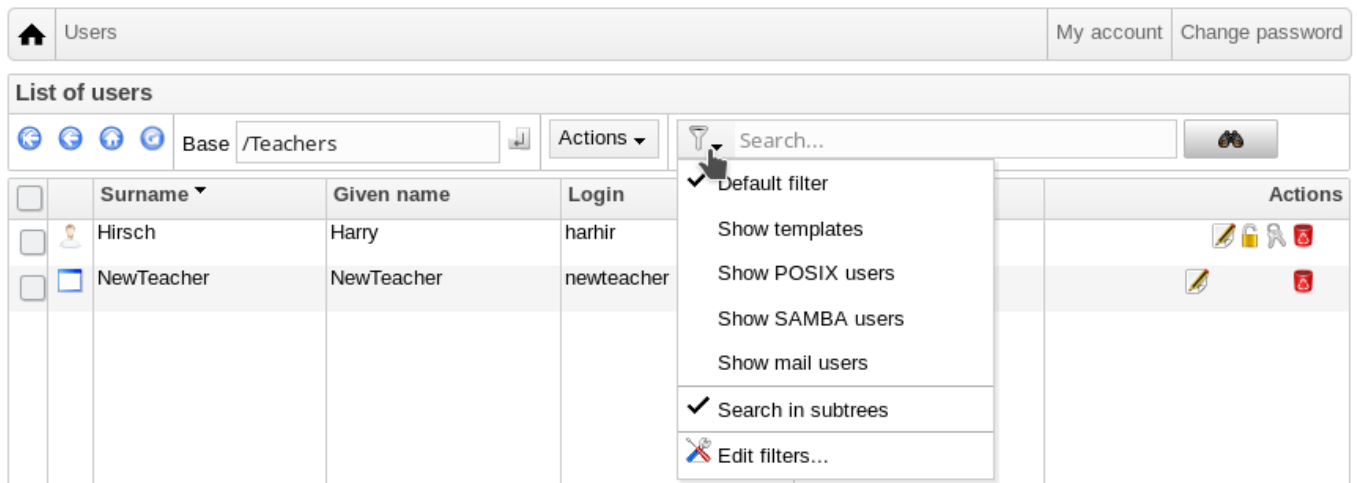 Users My account Change password
List of users
Base /Teachers Actions Search...
Surname Given name Login Actions
Default filter
Hirsch Harry harhir
Show templates
Show POSIX users
NewTeacher NewTeacher newteacher
Show SAMBA users
Show mail users
Search in subtrees
Edit filters...